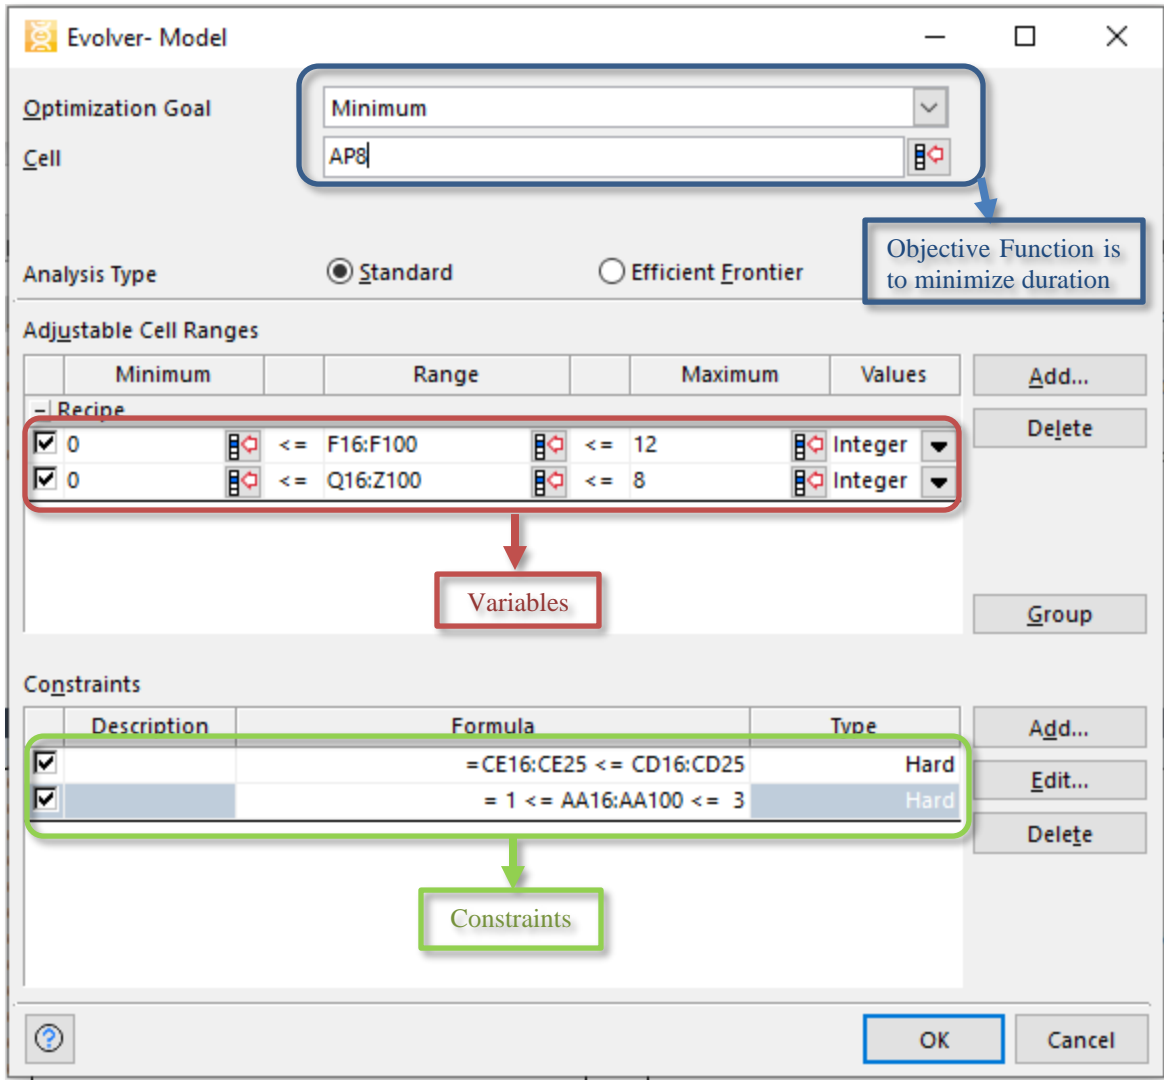 Evolver- Model
Optimization Goal
Minimum
Cell
AP8
Objective Function is
to minimize duration
Analysis Type
Standard
Efficient Frontier
Adjustable Cell Ranges
Minimum Range Maximum Values
Add...
Recipe
Delete
0 <= F16:F100 <= 12 Integer
0 <= Q16:Z100 <= 8 Integer
Variables
Group
Constraints
Description Formula Type
Add...
=CE16:CE25 <= CD16:CD25 Hard
Edit...
= 1 <= AA16:AA100 <= 3 Hard
Delete
Constraints
OK
Cancel